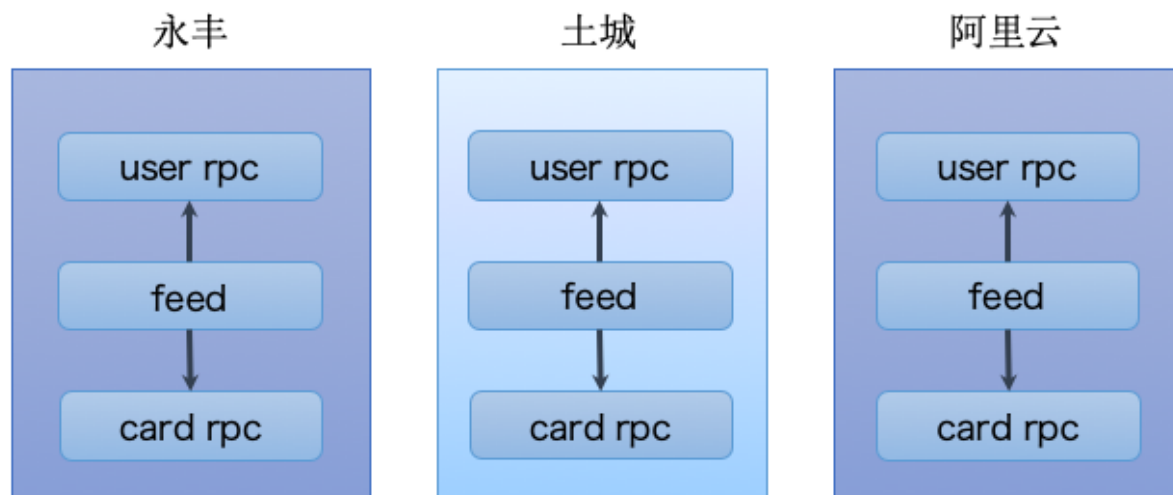 永丰
土城
阿里云
user rpc
user rpc
user rpc
feed
feed
feed
card rpc
card rpc
card rpc